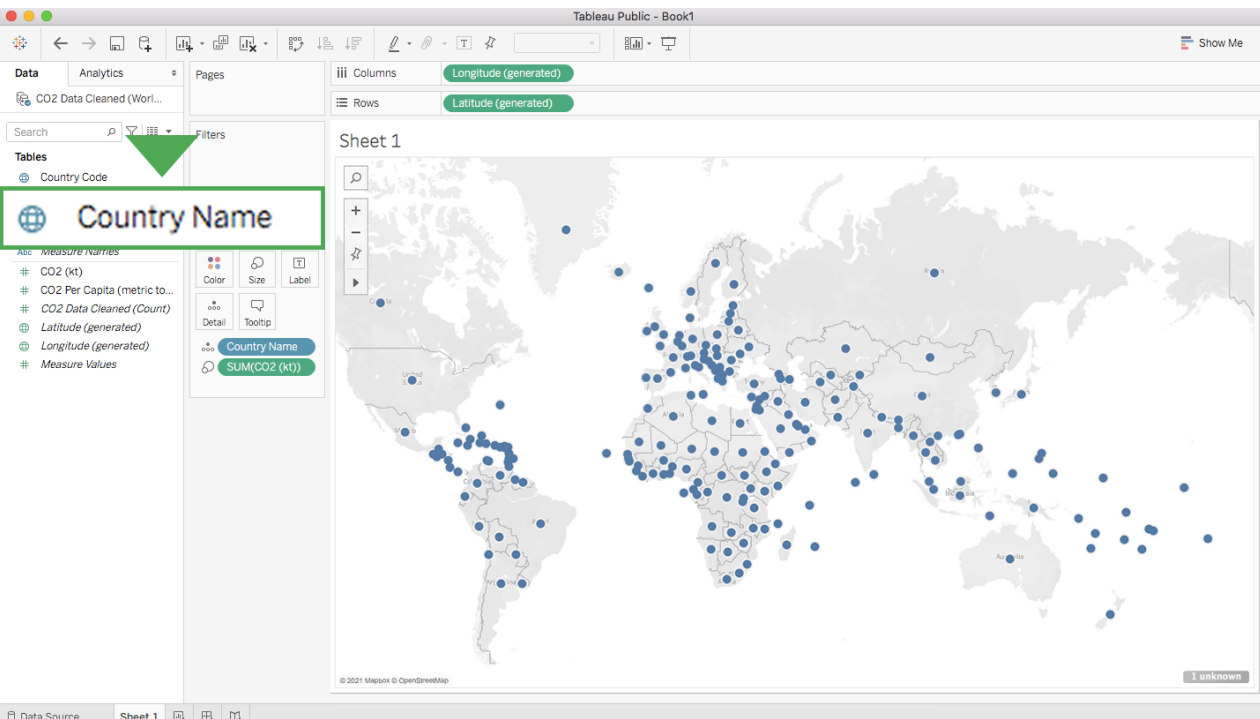 Tableau Public - Book1
Show Me
Data
Analytics
Pages
Columns
Longitude (generated)
CO2 Data Cleaned (Worl...
Rows
Latitude (generated)
Search
Filters
Sheet 1
Tables
Country Code
Country Name
Abc Measure Names
CO2 (kt)
CO2 Per Capita (metric to...
CO2 Data Cleaned (Count)
Latitude (generated)
Longitude (generated)
Measure Values
Color
Size
Label
Detail
Tooltip
Country Name
SUM(CO2 (kt))
© 2021 Mapbox © OpenStreetMap
1 unknown
Data Source
Sheet 1